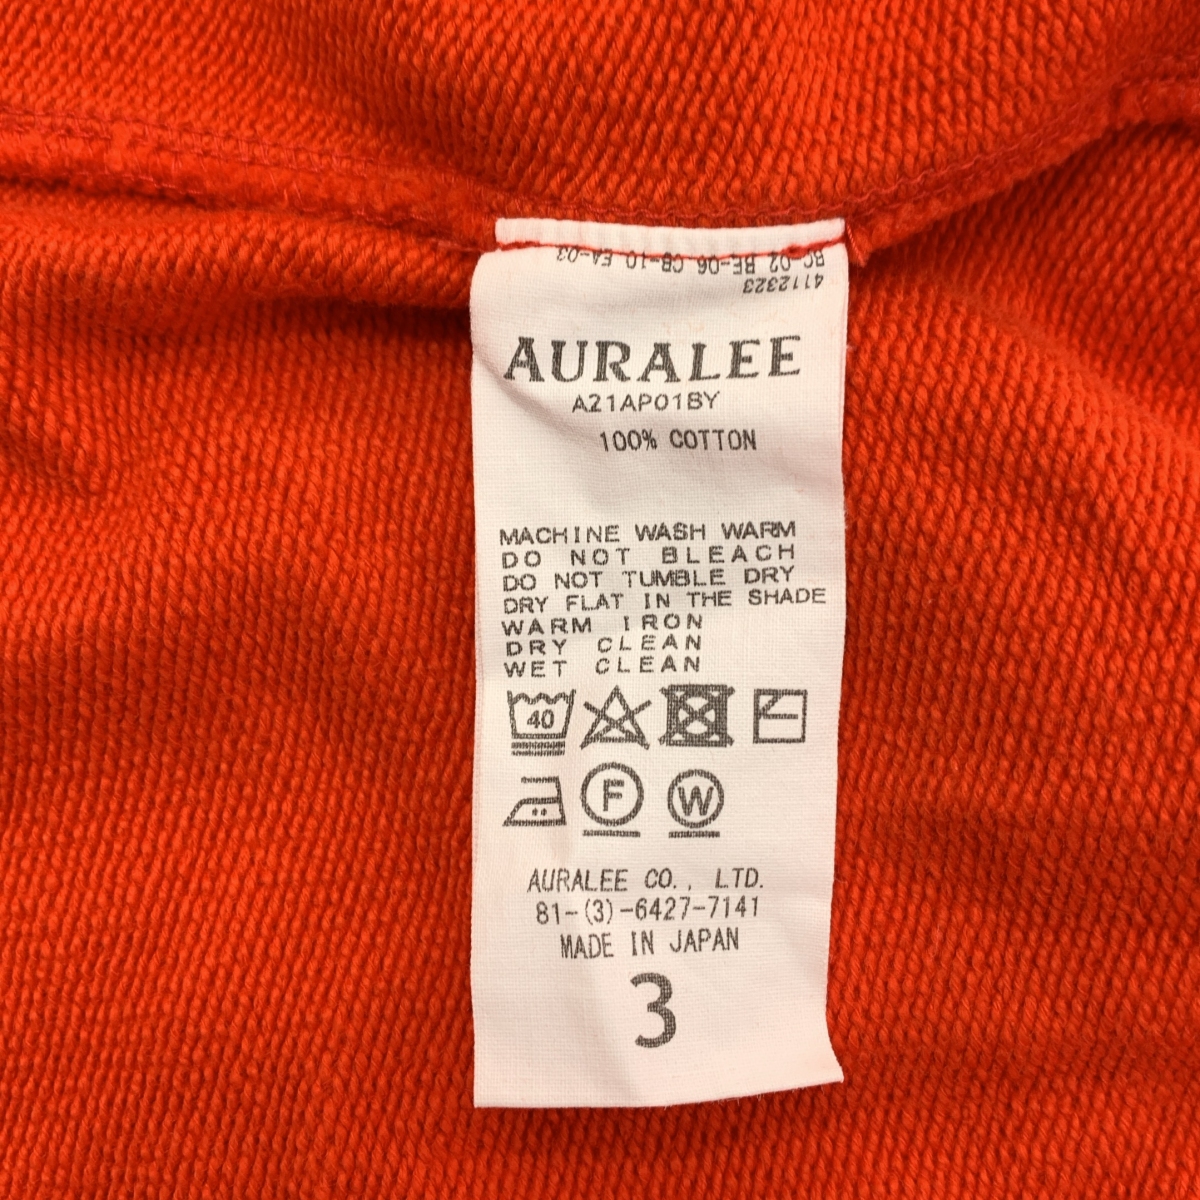 BC-02 BE-06 CB-10 EA-03
4112323
AURALEE
A21AP01BY
100% COTTON
MACHINE WASH WARM
DO NOT BLEACH
DO NOT TUMBLE DRY
DRY FLAT IN THE SHADE
WARM IRON
DRY CLEAN
WET CLEAN
40
F W
AURALEE CO., LTD.
81-(3)-6427-7141
MADE IN JAPAN
3